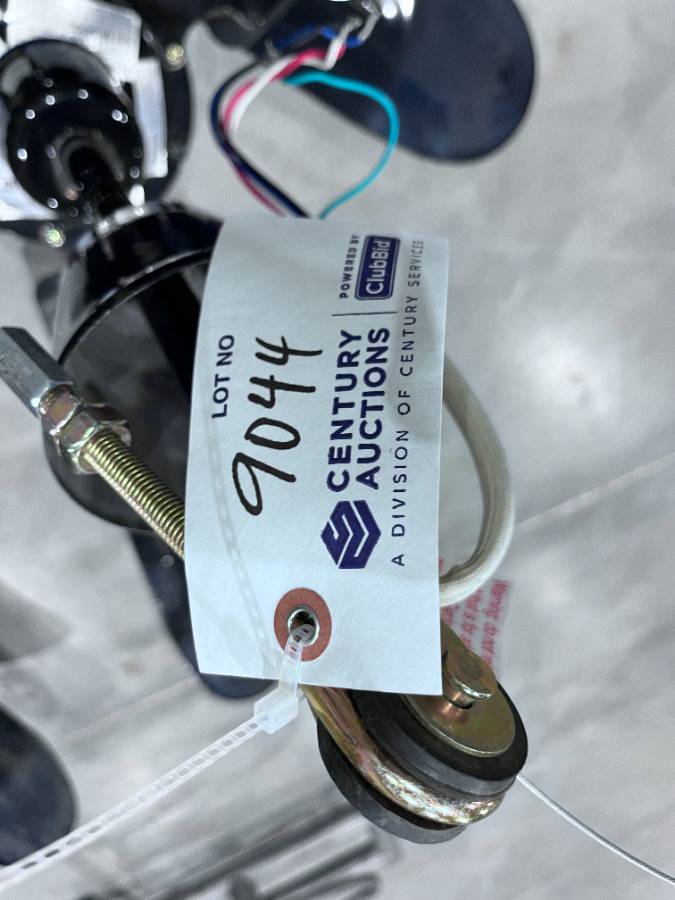 LOT NO
9044
CENTURY
AUCTIONS
POWERED BY
ClubBid
A DIVISION OF CENTURY SERVICES